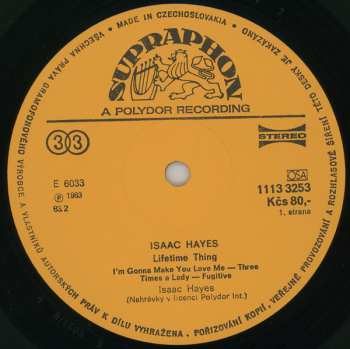 • MADE IN CZECHOSLOVAKIA •
VŠECHNA PRÁVA GRAMOFONOVÉHO VÝROBCE A VLASTNÍKŮ AUTORSKÝCH PRÁV K DÍLU VYHRAŽENA. POŘIZOVÁNÍ KOPIÍ, VEŘEJNÉ PROVOZOVÁNÍ A ROZHLASOVÉ ŠÍŘENÍ TÉTO DESKY JE ZAKÁZÁNO
SUPRAPHON
A POLYDOR RECORDING
33
STEREO
E 6033
OSA
℗ 1983
1113 3253
83.2
Kčs 80,-
1. strana
ISAAC HAYES
Lifetime Thing
I'm Gonna Make You Love Me — Three
Times a Lady — Fugitive
Isaac Hayes
(Nahrávky v licenci Polydor Int.)